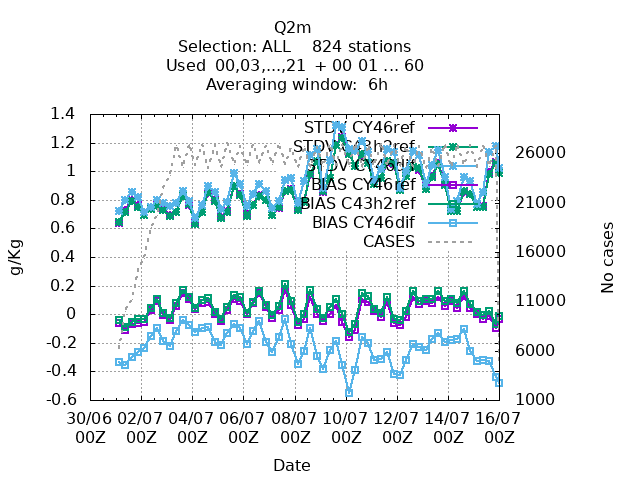 Q2m
Selection: ALL 824 stations
Used 00,03,...,21 + 00 01 ... 60
Averaging window: 6h
1.4
1.2
1
0.8
0.6
0.4
0.2
0
-0.2
-0.4
-0.6
g/Kg
STDV CY46ref
STDV C43h2ref
STDV CY46dif
BIAS CY46ref
BIAS C43h2ref
BIAS CY46dif
CASES
26000
21000
16000
11000
6000
1000
No cases
30/06 02/07 04/07 06/07 08/07 10/07 12/07 14/07 16/07
00Z 00Z 00Z 00Z 00Z 00Z 00Z 00Z 00Z
Date